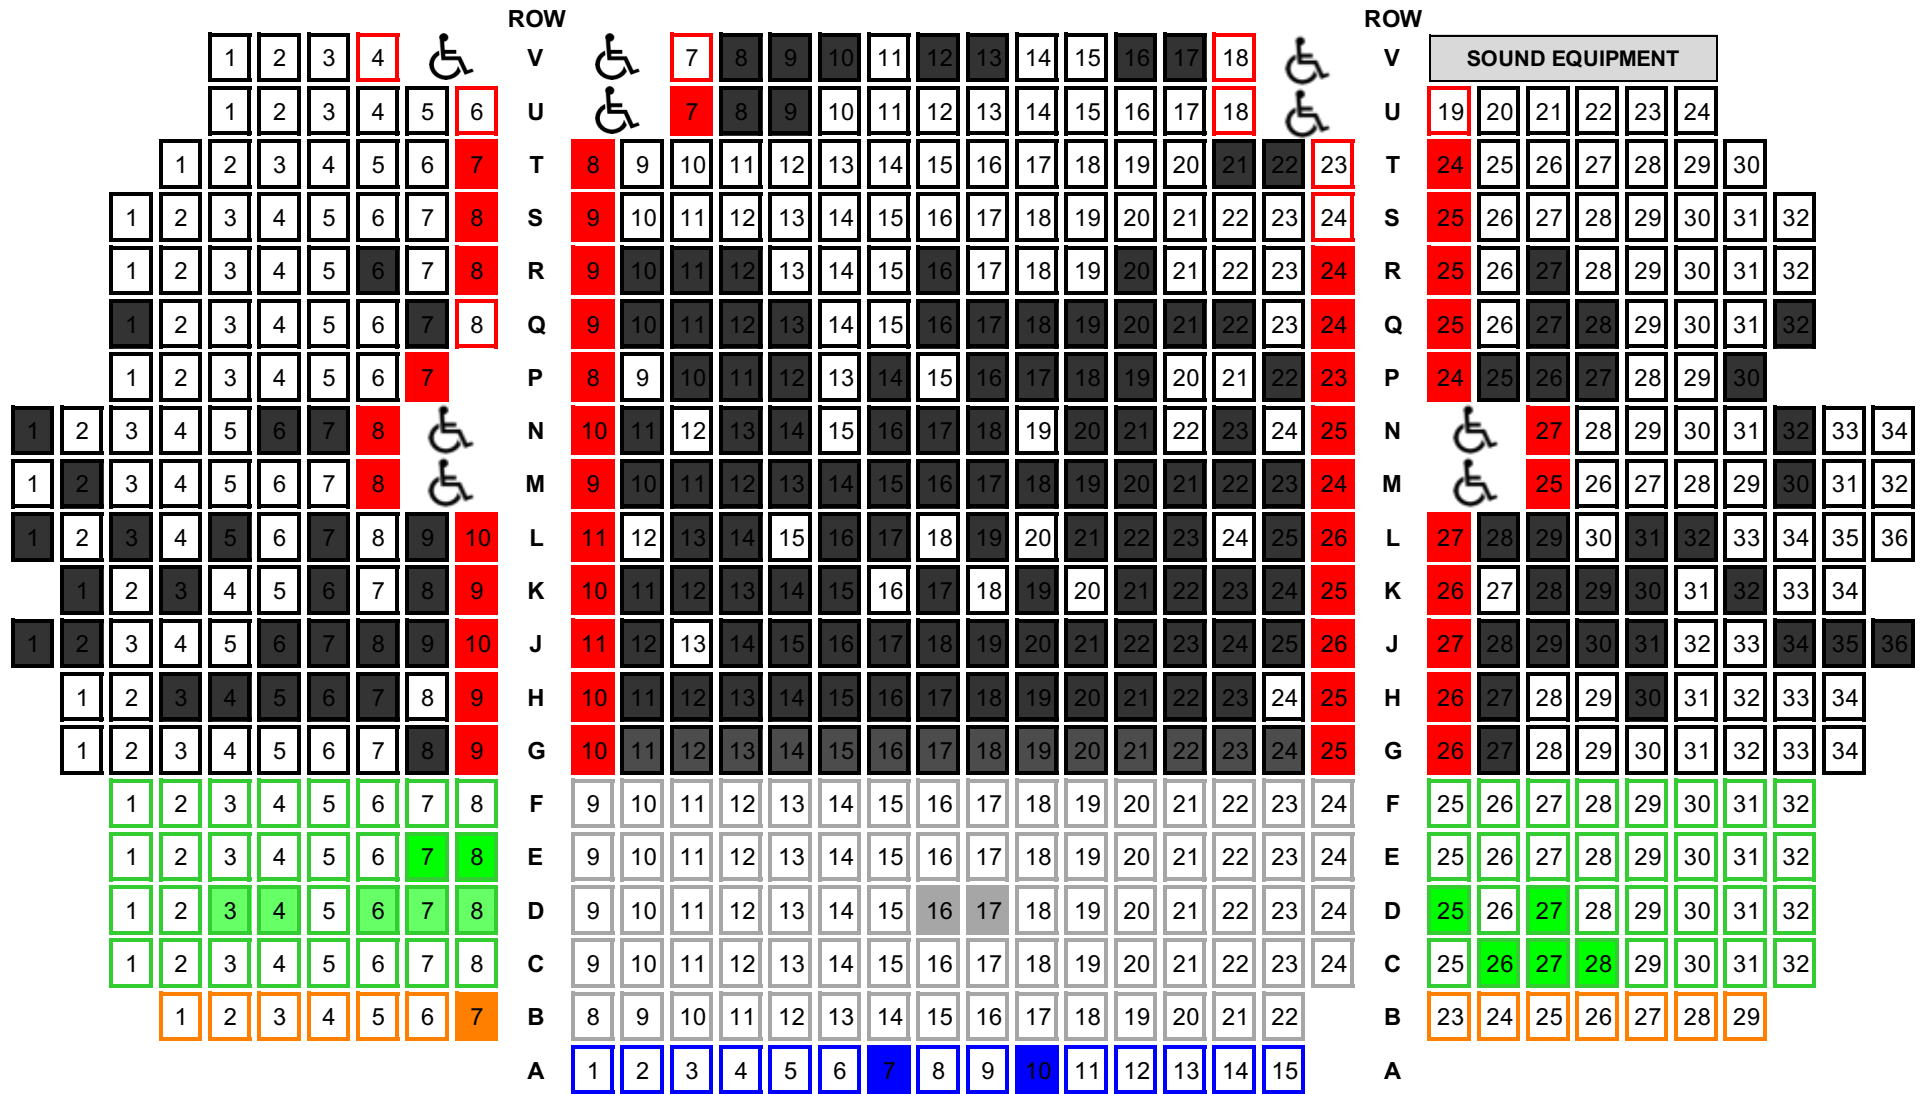 ROW ROW
1 2 3 4 V 7 8 9 10 11 12 13 14 15 16 17 18 V SOUND EQUIPMENT
1 2 3 4 5 6 U 7 8 9 10 11 12 13 14 15 16 17 18 U 19 20 21 22 23 24
1 2 3 4 5 6 7 T 8 9 10 11 12 13 14 15 16 17 18 19 20 21 22 23 T 24 25 26 27 28 29 30
1 2 3 4 5 6 7 8 S 9 10 11 12 13 14 15 16 17 18 19 20 21 22 23 24 S 25 26 27 28 29 30 31 32
1 2 3 4 5 6 7 8 R 9 10 11 12 13 14 15 16 17 18 19 20 21 22 23 24 R 25 26 27 28 29 30 31 32
1 2 3 4 5 6 7 8 Q 9 10 11 12 13 14 15 16 17 18 19 20 21 22 23 24 Q 25 26 27 28 29 30 31 32
1 2 3 4 5 6 7 P 8 9 10 11 12 13 14 15 16 17 18 19 20 21 22 23 P 24 25 26 27 28 29 30
1 2 3 4 5 6 7 8 N 10 11 12 13 14 15 16 17 18 19 20 21 22 23 24 25 N 27 28 29 30 31 32 33 34
1 2 3 4 5 6 7 8 M 9 10 11 12 13 14 15 16 17 18 19 20 21 22 23 24 M 25 26 27 28 29 30 31 32
1 2 3 4 5 6 7 8 9 10 L 11 12 13 14 15 16 17 18 19 20 21 22 23 24 25 26 L 27 28 29 30 31 32 33 34 35 36
1 2 3 4 5 6 7 8 9 K 10 11 12 13 14 15 16 17 18 19 20 21 22 23 24 25 K 26 27 28 29 30 31 32 33 34
1 2 3 4 5 6 7 8 9 10 J 11 12 13 14 15 16 17 18 19 20 21 22 23 24 25 26 J 27 28 29 30 31 32 33 34 35 36
1 2 3 4 5 6 7 8 9 H 10 11 12 13 14 15 16 17 18 19 20 21 22 23 24 25 H 26 27 28 29 30 31 32 33 34
1 2 3 4 5 6 7 8 9 G 10 11 12 13 14 15 16 17 18 19 20 21 22 23 24 25 G 26 27 28 29 30 31 32 33 34
1 2 3 4 5 6 7 8 F 9 10 11 12 13 14 15 16 17 18 19 20 21 22 23 24 F 25 26 27 28 29 30 31 32
1 2 3 4 5 6 7 8 E 9 10 11 12 13 14 15 16 17 18 19 20 21 22 23 24 E 25 26 27 28 29 30 31 32
1 2 3 4 5 6 7 8 D 9 10 11 12 13 14 15 16 17 18 19 20 21 22 23 24 D 25 26 27 28 29 30 31 32
1 2 3 4 5 6 7 8 C 9 10 11 12 13 14 15 16 17 18 19 20 21 22 23 24 C 25 26 27 28 29 30 31 32
1 2 3 4 5 6 7 B 8 9 10 11 12 13 14 15 16 17 18 19 20 21 22 B 23 24 25 26 27 28 29
A 1 2 3 4 5 6 7 8 9 10 11 12 13 14 15 A